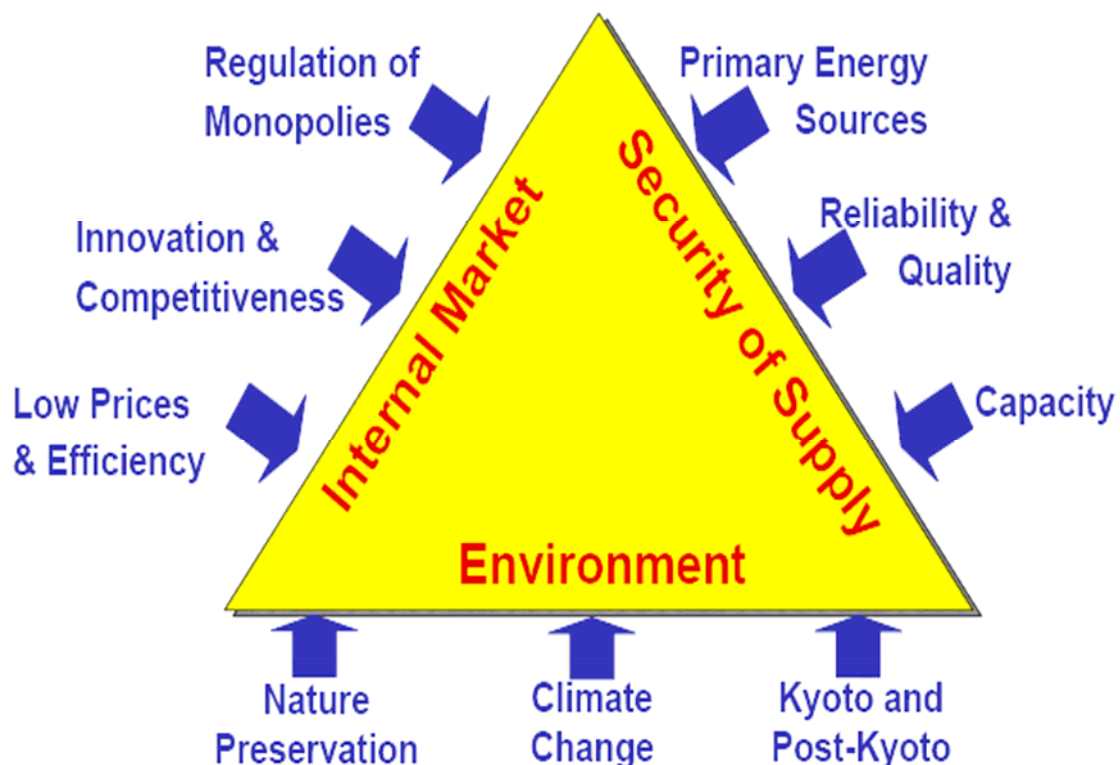 Regulation of
Monopolies
Primary Energy
Sources
Innovation &
Competitiveness
Reliability &
Quality
Low Prices
& Efficiency
Capacity
Internal Market
Security of Supply
Environment
Nature
Preservation
Climate
Change
Kyoto and
Post-Kyoto